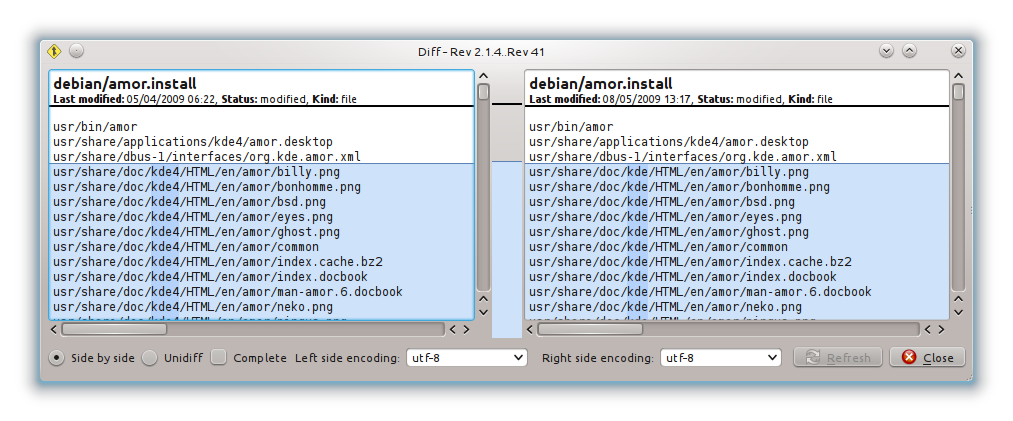 Diff - Rev 2.1.4..Rev 41
debian/amor.install
Last modified: 05/04/2009 06:22, Status: modified, Kind: file
usr/bin/amor
usr/share/applications/kde4/amor.desktop
usr/share/dbus-1/interfaces/org.kde.amor.xml
usr/share/doc/kde4/HTML/en/amor/billy.png
usr/share/doc/kde4/HTML/en/amor/bonhomme.png
usr/share/doc/kde4/HTML/en/amor/bsd.png
usr/share/doc/kde4/HTML/en/amor/eyes.png
usr/share/doc/kde4/HTML/en/amor/ghost.png
usr/share/doc/kde4/HTML/en/amor/common
usr/share/doc/kde4/HTML/en/amor/index.cache.bz2
usr/share/doc/kde4/HTML/en/amor/index.docbook
usr/share/doc/kde4/HTML/en/amor/man-amor.6.docbook
usr/share/doc/kde4/HTML/en/amor/neko.png
debian/amor.install
Last modified: 08/05/2009 13:17, Status: modified, Kind: file
usr/bin/amor
usr/share/applications/kde4/amor.desktop
usr/share/dbus-1/interfaces/org.kde.amor.xml
usr/share/doc/kde/HTML/en/amor/billy.png
usr/share/doc/kde/HTML/en/amor/bonhomme.png
usr/share/doc/kde/HTML/en/amor/bsd.png
usr/share/doc/kde/HTML/en/amor/eyes.png
usr/share/doc/kde/HTML/en/amor/ghost.png
usr/share/doc/kde/HTML/en/amor/common
usr/share/doc/kde/HTML/en/amor/index.cache.bz2
usr/share/doc/kde/HTML/en/amor/index.docbook
usr/share/doc/kde/HTML/en/amor/man-amor.6.docbook
usr/share/doc/kde/HTML/en/amor/neko.png
Side by side Unidiff Complete Left side encoding: utf-8 Right side encoding: utf-8 Refresh Close